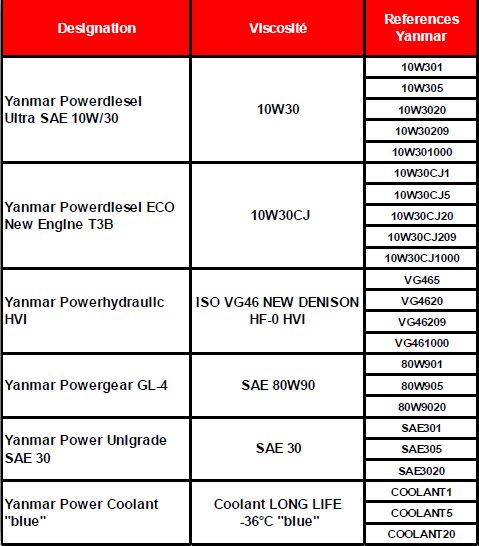 Designation
Viscosité
References
Yanmar
Yanmar Powerdiesel
Ultra SAE 10W/30
10W30
10W301
10W305
10W3020
10W30209
10W301000
Yanmar Powerdiesel ECO
New Engine T3B
10W30CJ
10W30CJ1
10W30CJ5
10W30CJ20
10W30CJ209
10W30CJ1000
Yanmar Powerhydraulic
HVI
ISO VG46 NEW DENISON
HF-0 HVI
VG465
VG4620
VG46209
VG461000
Yanmar Powergear GL-4
SAE 80W90
80W901
80W905
80W9020
Yanmar Power Unigrade
SAE 30
SAE 30
SAE301
SAE305
SAE3020
Yanmar Power Coolant
"blue"
Coolant LONG LIFE
-36°C "blue"
COOLANT1
COOLANT5
COOLANT20